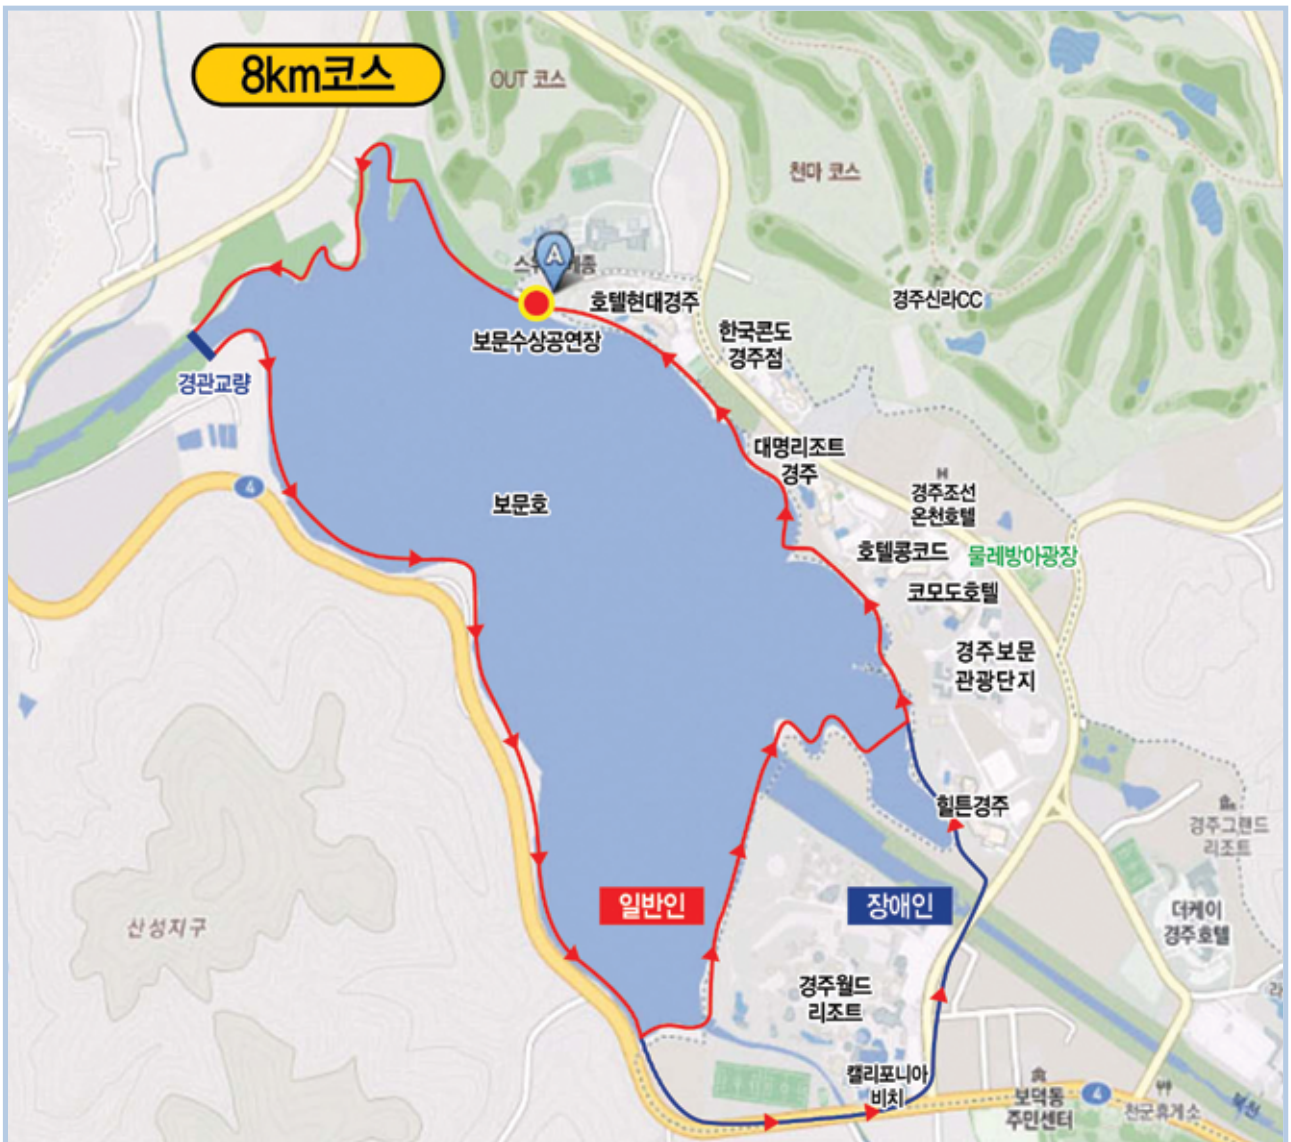 8km코스
OUT 코스
천마 코스
A
호텔현대경주
경주신라CC
보문수상공연장
한국콘도
경주점
경관교량
대명리조트
경주
4
보문호
H
경주조선
온천호텔
호텔콩코드
물레방아광장
코모도호텔
경주보문
관광단지
힐튼경주
경주그랜드
리조트
일반인
장애인
더케이
경주호텔
산성지구
경주월드
리조트
캘리포니아
비치
보덕동
주민센터
4
천군휴게소
북천